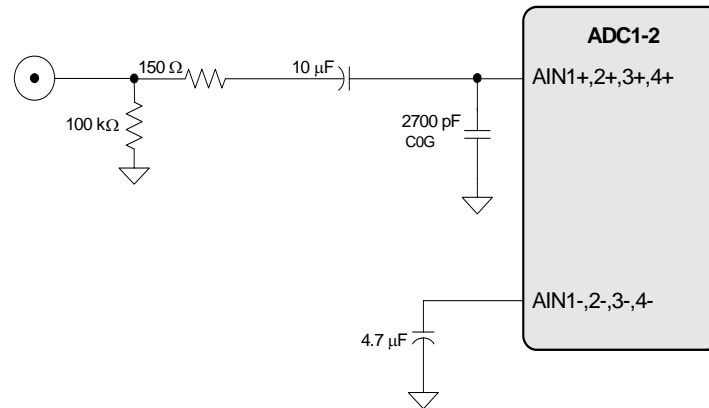 ADC1-2
150 Ω
10 µF
AIN1+,2+,3+,4+
100 kΩ
2700 pF
C0G
AIN1-,2-,3-,4-
4.7 µF